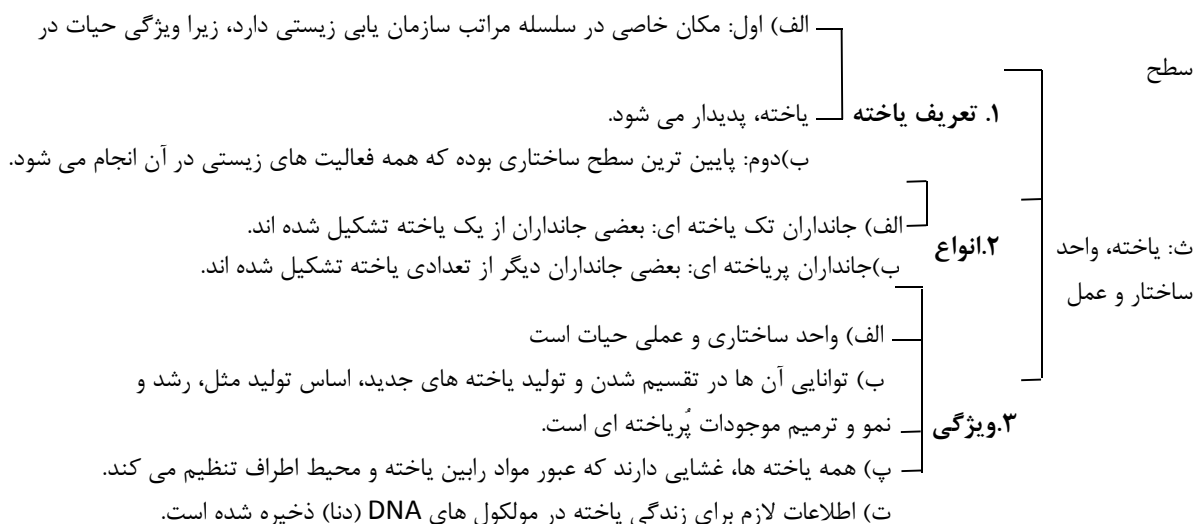 الف) اول: مکان خاصی در سلسله مراتب سازمان یابی زیستی دارد، زیرا ویژگی حیات در
سطح
۱. تعریف یاخته
یاخته، پدیدار می شود.
ب)دوم: پایین ترین سطح ساختاری بوده که همه فعالیت های زیستی در آن انجام می شود.
الف) جانداران تک یاخته ای: بعضی جانداران از یک یاخته تشکیل شده اند.
ث: یاخته، واحد
۲.انواع
ب)جانداران پریاخته ای: بعضی جانداران دیگر از تعدادی یاخته تشکیل شده اند.
ساختار و عمل
الف) واحد ساختاری و عملی حیات است
ب) توانایی آن ها در تقسیم شدن و تولید یاخته های جدید، اساس تولید مثل، رشد و
۳.ویژگی
نمو و ترمیم موجودات پُریاخته ای است.
پ) همه یاخته ها، غشایی دارند که عبور مواد رابین یاخته و محیط اطراف تنظیم می کند.
ت) اطلاعات لازم برای زندگی یاخته در مولکول های DNA (دنا) ذخیره شده است.